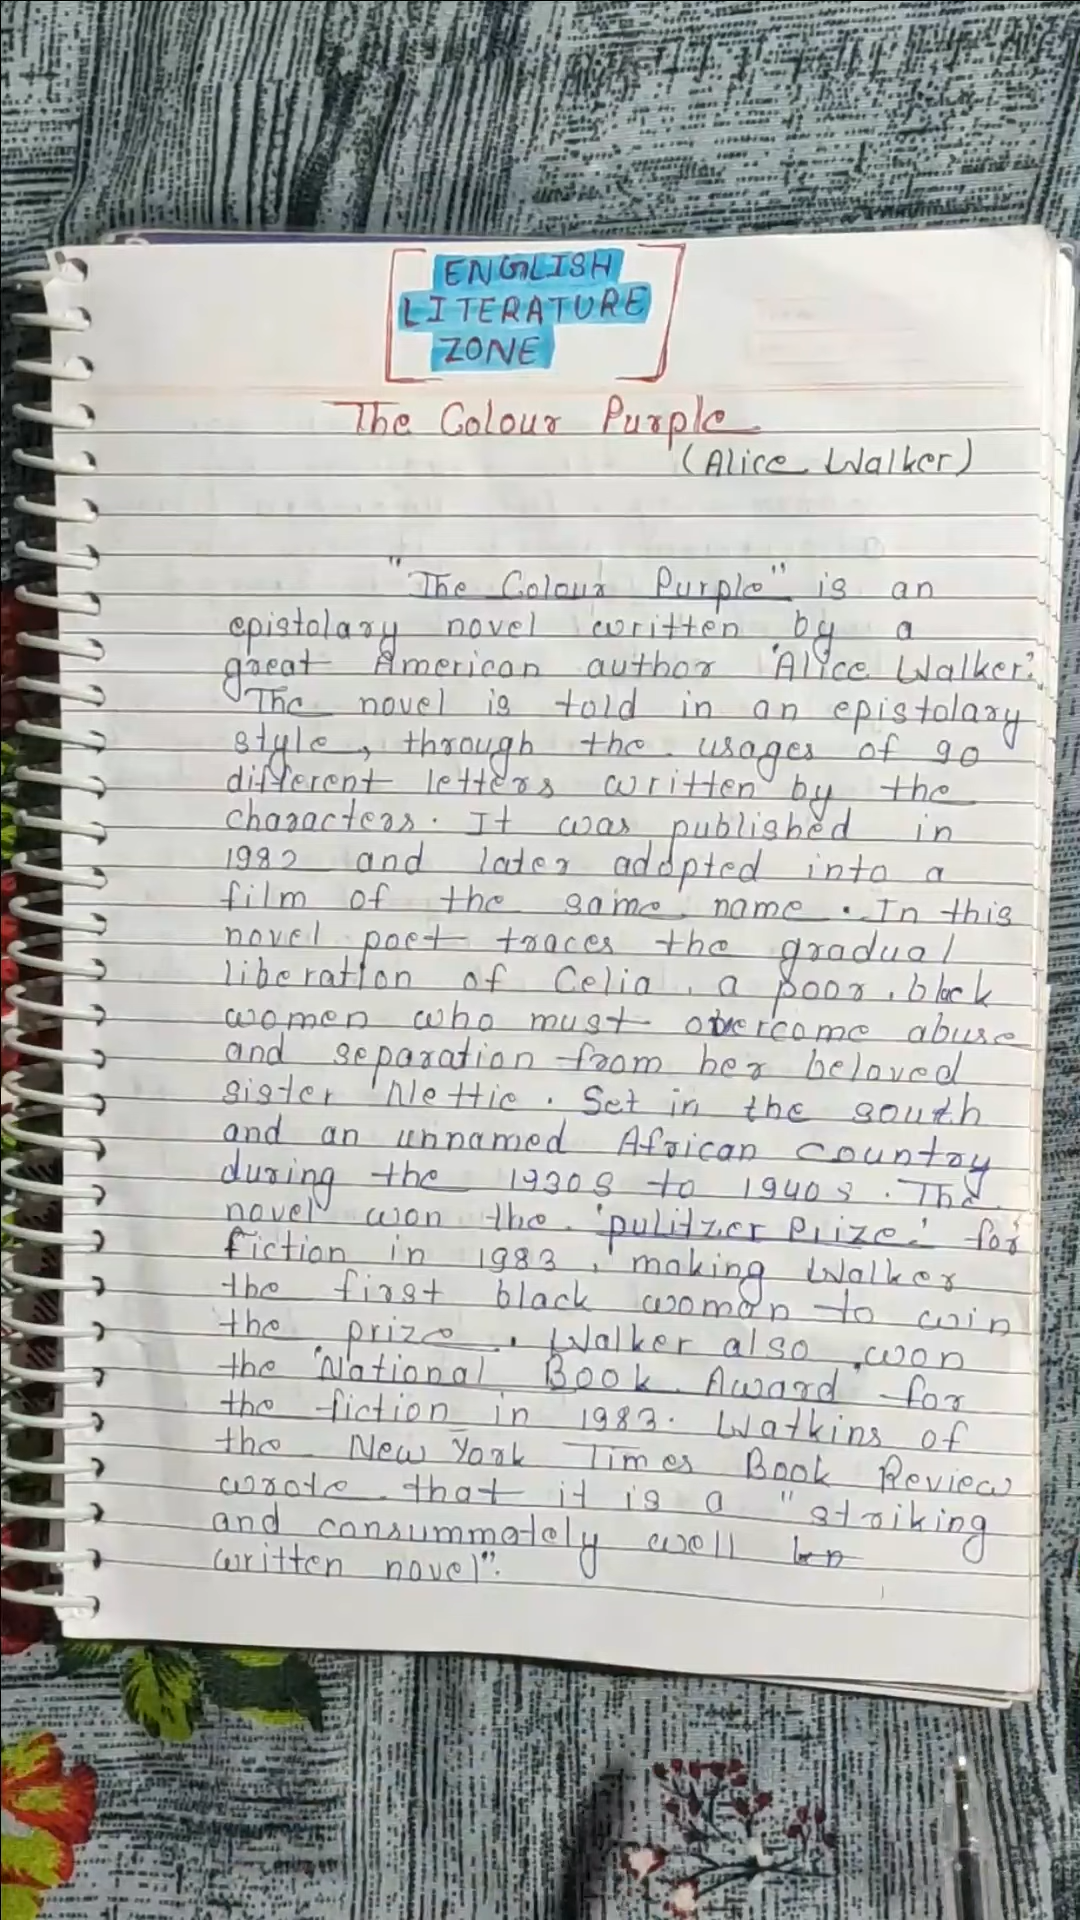 ENGLISH
LITERATURE
ZONE
The Colour Purple
(Alice Walker)
"The Colour Purple" is an
epistolary novel written by a
great American author 'Alice Walker'.
The novel is told in an epistolary
style, through the usages of 90
different letters written by the
characters. It was published in
1982 and later adopted into a
film of the same name. In this
novel poet traces the gradual
liberation of Celia, a poor, black
women who must overcome abuse
and separation from her beloved
sister 'Nettie. Set in the south
and an unnamed African country
during the 1930s to 1940s. The
novel won the 'pulitzer Prize' for
fiction in 1983, making Walker
the first black woman to win
the prize. Walker also won
the 'National Book Award' for
the fiction in 1983. Watkins of
the New York Times Book Review
wrote that it is a "striking
and consummately well
written novel".